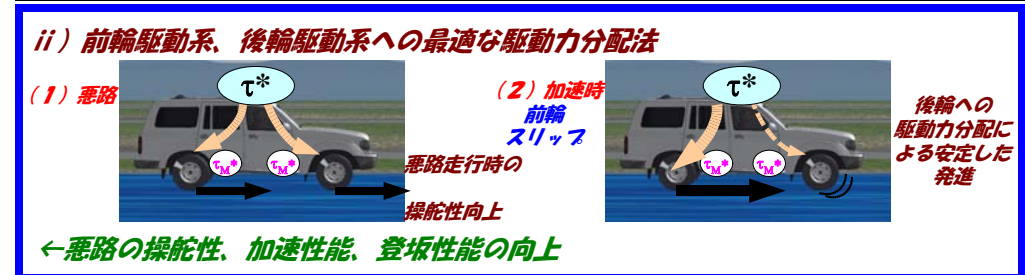 ii）前輪駆動系、後輪駆動系への最適な駆動力分配法
（1）悪路
τ*
τM*
τM*
悪路走行時の
操舵性向上
（2）加速時
前輪
スリップ
τ*
τM*
τM*
後輪への
駆動力分配に
よる安定した
発進
←悪路の操舵性、加速性能、登坂性能の向上